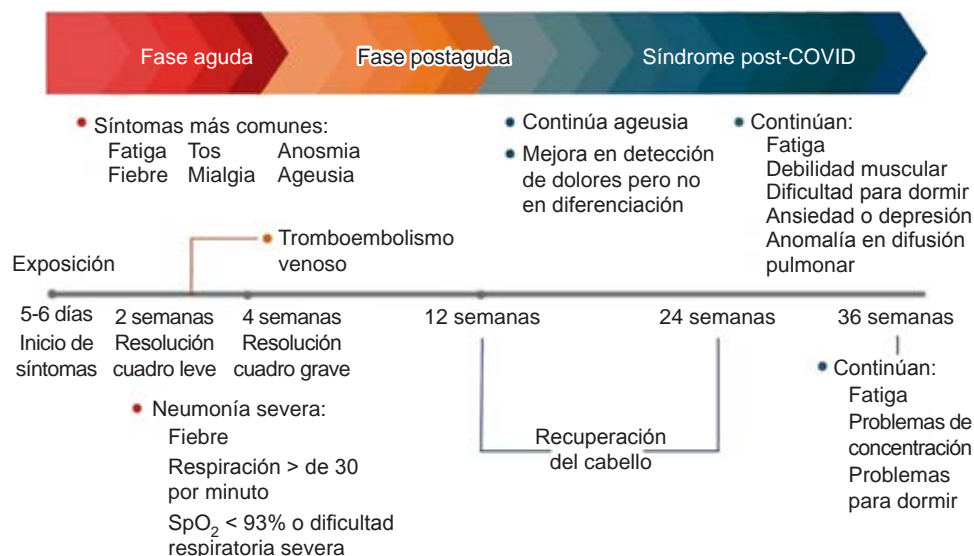 Fase aguda
Fase postaguda
Síndrome post-COVID
• Síntomas más comunes:
Fatiga Tos Anosmia
Fiebre Mialgia Ageusia
• Continúa ageusia
• Mejora en detección
de dolores pero no
en diferenciación
• Continúan:
Fatiga
Debilidad muscular
Dificultad para dormir
Ansiedad o depresión
Anomalía en difusión
pulmonar
• Tromboembolismo
venoso
Exposición
5-6 días
Inicio de
síntomas
2 semanas
Resolución
cuadro leve
4 semanas
Resolución
cuadro grave
12 semanas
24 semanas
36 semanas
• Neumonía severa:
Fiebre
Respiración > de 30
por minuto
SpO₂ < 93% o dificultad
respiratoria severa
Recuperación
del cabello
• Continúan:
Fatiga
Problemas de
concentración
Problemas
para dormir